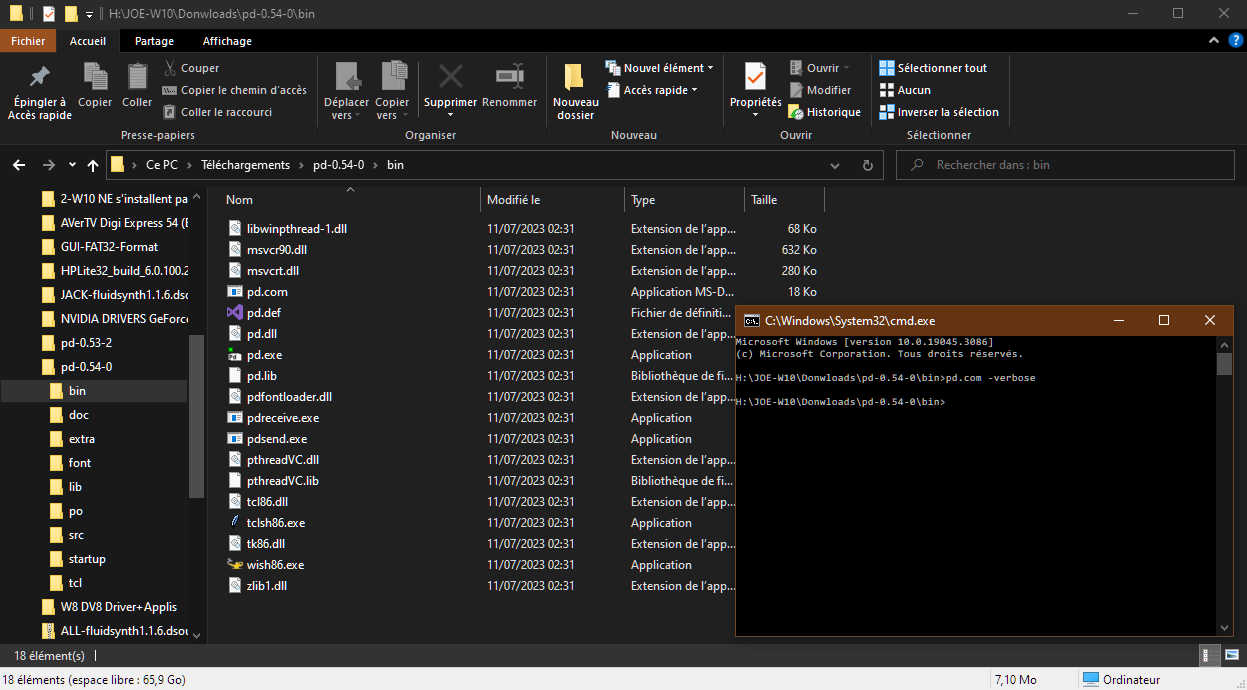 H:\JOE-W10\Donwloads\pd-0.54-0\bin
Fichier Accueil Partage Affichage
Épingler à Accès rapide
Copier
Coller
Couper
Copier le chemin d'accès
Coller le raccourci
Presse-papiers
Déplacer vers
Copier vers
Supprimer
Renommer
Organiser
Nouveau dossier
Nouvel élément
Accès rapide
Nouveau
Propriétés
Ouvrir
Modifier
Historique
Ouvrir
Sélectionner tout
Aucun
Inverser la sélection
Sélectionner
Ce PC > Téléchargements > pd-0.54-0 > bin
Rechercher dans : bin
2-W10 NE s'installent pa
AVerTV Digi Express 54 (E
GUI-FAT32-Format
HPLite32_build_6.0.100.2
JACK-fluidsynth1.1.6.dso
NVIDIA DRIVERS GeForce
pd-0.53-2
pd-0.54-0
bin
doc
extra
font
lib
po
src
startup
tcl
W8 DV8 Driver+Applis
ALL-fluidsynth1.1.6.dsou
Nom Modifié le Type Taille
libwinpthread-1.dll 11/07/2023 02:31 Extension de l'app... 68 Ko
msvcr90.dll 11/07/2023 02:31 Extension de l'app... 632 Ko
msvcrt.dll 11/07/2023 02:31 Extension de l'app... 280 Ko
pd.com 11/07/2023 02:31 Application MS-D... 18 Ko
pd.def 11/07/2023 02:31 Fichier de définiti...
pd.dll 11/07/2023 02:31 Extension de l'app...
pd.exe 11/07/2023 02:31 Application
pd.lib 11/07/2023 02:31 Bibliothèque de fi...
pdfontloader.dll 11/07/2023 02:31 Extension de l'app...
pdreceive.exe 11/07/2023 02:31 Application
pdsend.exe 11/07/2023 02:31 Application
pthreadVC.dll 11/07/2023 02:31 Extension de l'app...
pthreadVC.lib 11/07/2023 02:31 Bibliothèque de fi...
tcl86.dll 11/07/2023 02:31 Extension de l'app...
tclsh86.exe 11/07/2023 02:31 Application
tk86.dll 11/07/2023 02:31 Extension de l'app...
wish86.exe 11/07/2023 02:31 Application
zlib1.dll 11/07/2023 02:31 Extension de l'app...
C:\Windows\System32\cmd.exe
Microsoft Windows [version 10.0.19045.3086]
(c) Microsoft Corporation. Tous droits réservés.
H:\JOE-W10\Donwloads\pd-0.54-0\bin>pd.com -verbose
H:\JOE-W10\Donwloads\pd-0.54-0\bin>
18 élément(s)
18 éléments (espace libre : 65,9 Go) 7,10 Mo Ordinateur